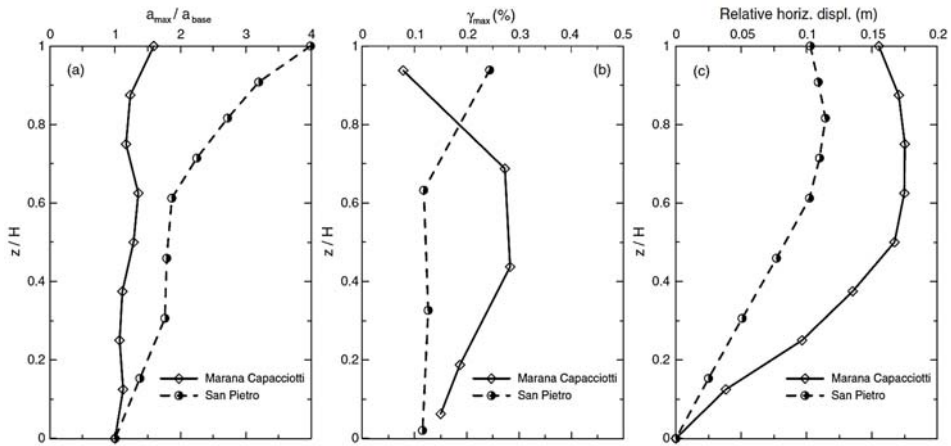 a_max / a_base
0 1 2 3 4
1
0.8
0.6
0.4
0.2
0
z / H
(a)
Marana Capacciotti
San Pietro
γ_max (%)
0 0.1 0.2 0.3 0.4 0.5
1
0.8
0.6
0.4
0.2
0
z / H
(b)
Marana Capacciotti
San Pietro
Relative horiz. displ. (m)
0 0.05 0.1 0.15 0.2
1
0.8
0.6
0.4
0.2
0
z / H
(c)
Marana Capacciotti
San Pietro